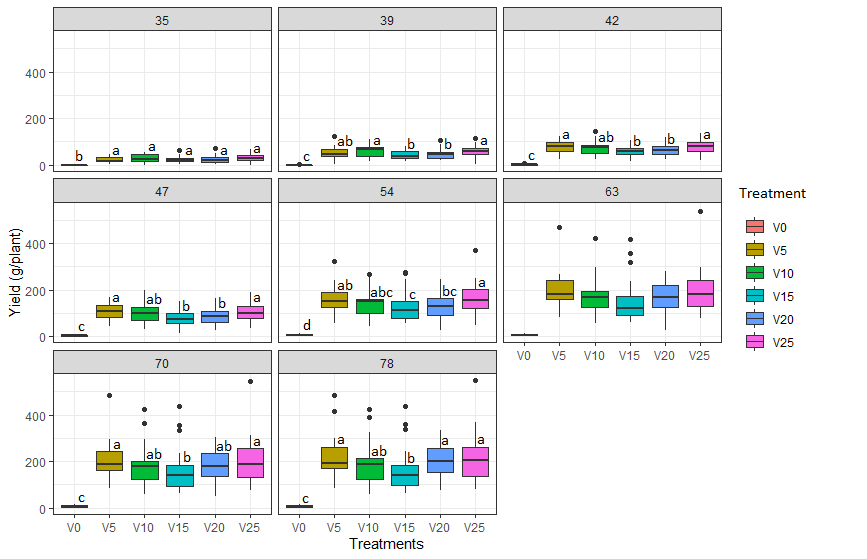 35 39 42
400
200
0
b a a a a a
c ab a b b a
c a ab b b a
47 54 63
400
200
0
c a ab b b a
d ab abc c bc a
V0 V5 V10 V15 V20 V25
70 78
400
200
0
c a ab b ab a
c a ab b a a
V0 V5 V10 V15 V20 V25 V0 V5 V10 V15 V20 V25
Treatments
Yield (g/plant)
Treatment
V0
V5
V10
V15
V20
V25